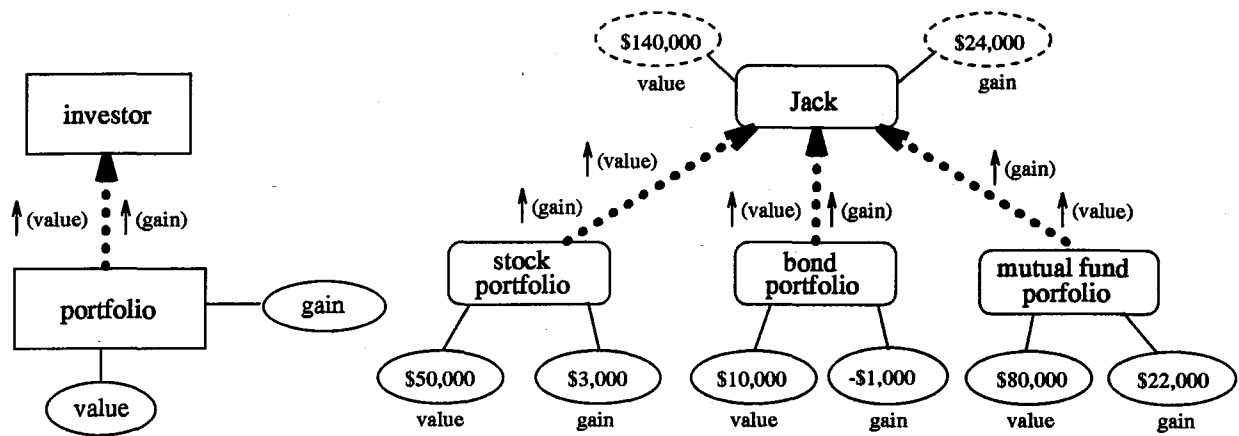 investor
↑ (value)
↑ (gain)
portfolio
gain
value
$140,000
value
$24,000
gain
Jack
↑ (value)
↑ (gain)
↑ (value)
↑ (gain)
↑ (gain)
↑ (value)
stock
portfolio
bond
portfolio
mutual fund
porfolio
$50,000
value
$3,000
gain
$10,000
value
-$1,000
gain
$80,000
value
$22,000
gain